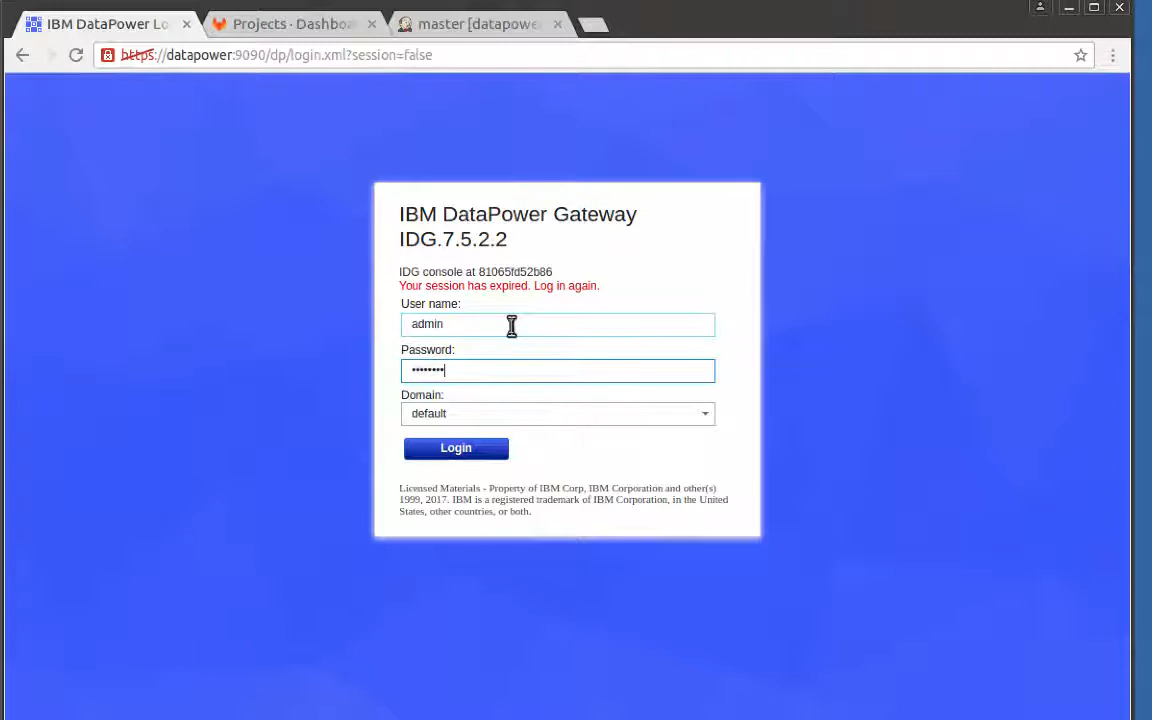 IBM DataPower Lo
Projects · Dashboa
master [datapowe
https://datapower:9090/dp/login.xml?session=false
IBM DataPower Gateway
IDG.7.5.2.2
IDG console at 81065fd52b86
Your session has expired. Log in again.
User name:
admin
Password:
••••••••
Domain:
default
Login
Licensed Materials - Property of IBM Corp, IBM Corporation and other(s)
1999, 2017. IBM is a registered trademark of IBM Corporation, in the United
States, other countries, or both.